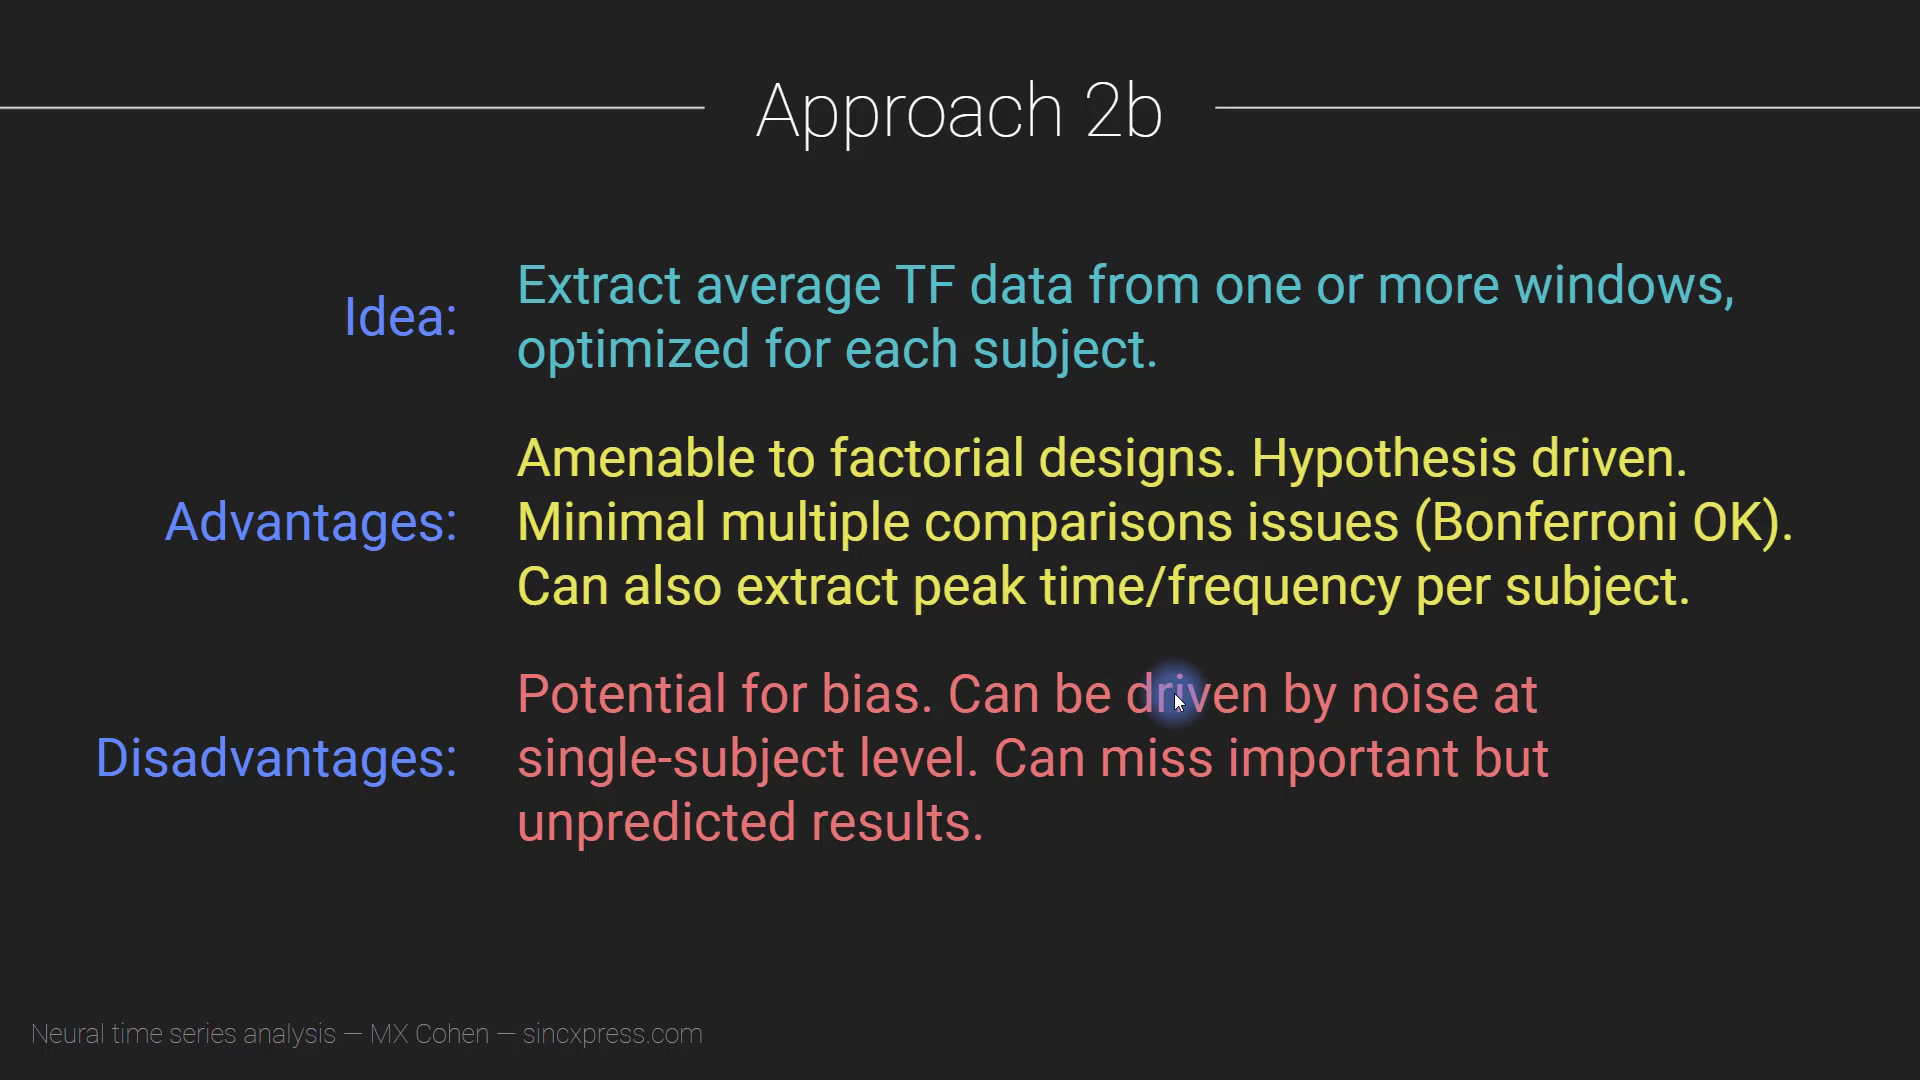 Approach 2b
Idea:
Extract average TF data from one or more windows,
optimized for each subject.
Advantages:
Amenable to factorial designs. Hypothesis driven.
Minimal multiple comparisons issues (Bonferroni OK).
Can also extract peak time/frequency per subject.
Disadvantages:
Potential for bias. Can be driven by noise at
single-subject level. Can miss important but
unpredicted results.
Neural time series analysis — MX Cohen — sincxpress.com